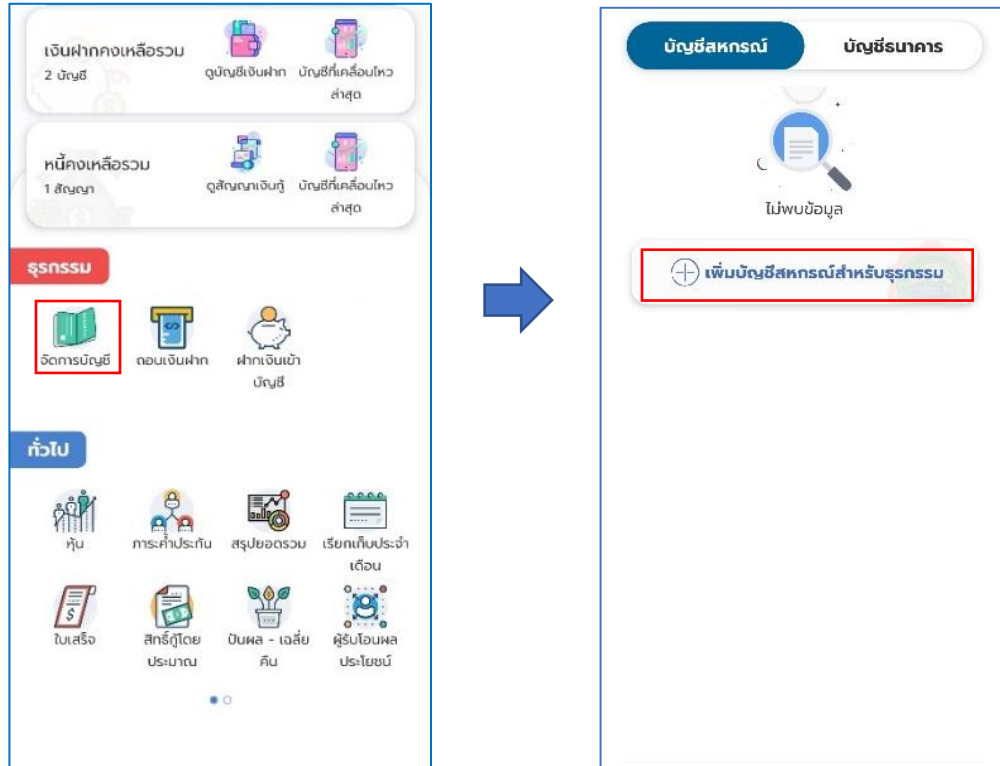 เงินฝากคงเหลือรวม
2 บัญชี
ดูบัญชีเงินฝาก
บัญชีที่เคลื่อนไหว
ล่าสุด
หนี้คงเหลือรวม
1 สัญญา
ดูสัญญาเงินกู้
บัญชีที่เคลื่อนไหว
ล่าสุด
ธุรกรรม
จัดการบัญชี
ถอนเงินฝาก
ฝากเงินเข้า
บัญชี
ทั่วไป
หุ้น
ภาระค้ำประกัน
สรุปยอดรวม
เรียกเก็บประจำ
เดือน
ใบเสร็จ
สิทธิ์กู้โดย
ประมาณ
ปันผล - เฉลี่ย
คืน
ผู้รับโอนผล
ประโยชน์
บัญชีสหกรณ์
บัญชีธนาคาร
ไม่พบข้อมูล
เพิ่มบัญชีสหกรณ์สำหรับธุรกรรม